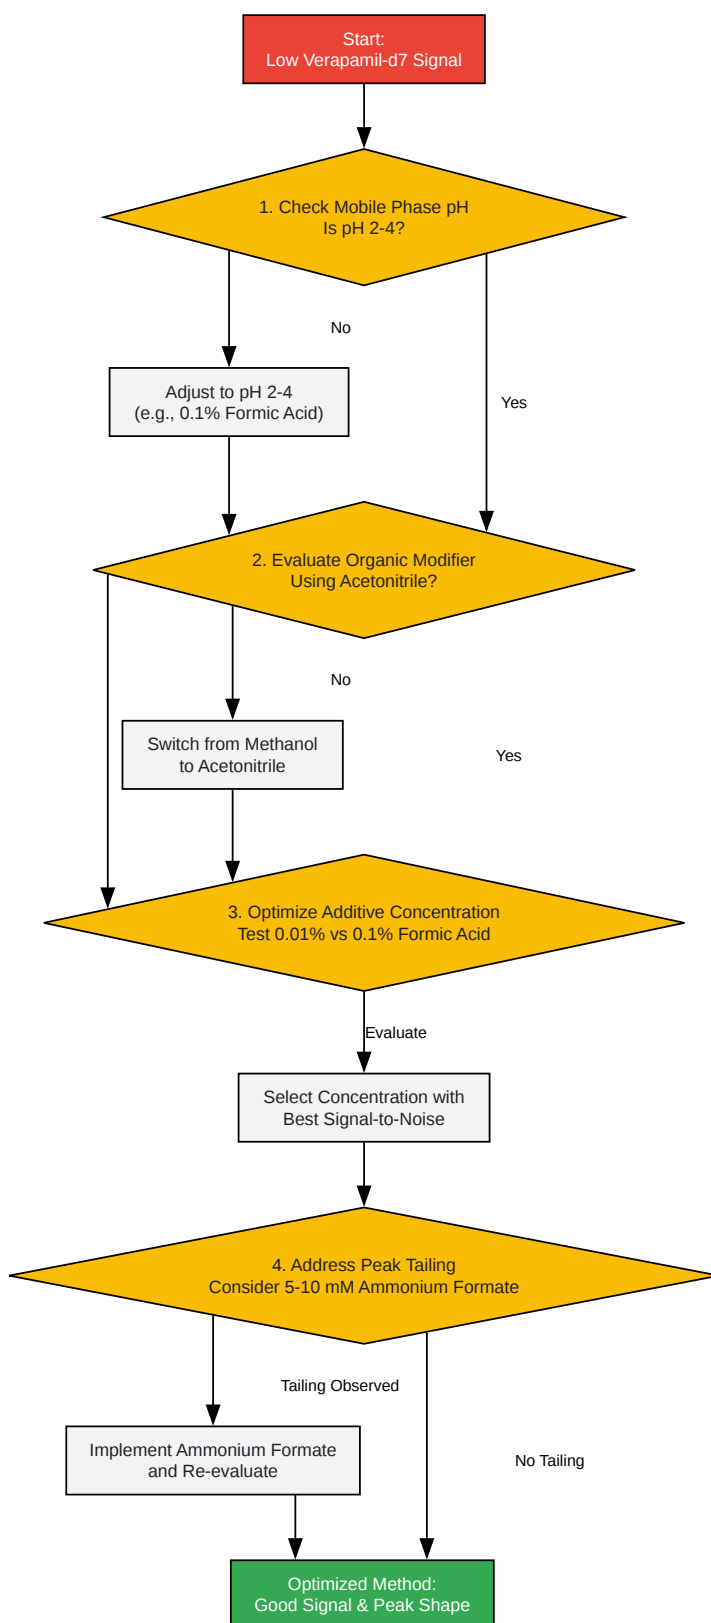 Start:
Low Verapamil-d7 Signal
1. Check Mobile Phase pH
Is pH 2-4?
No
Adjust to pH 2-4
(e.g., 0.1% Formic Acid)
Yes
2. Evaluate Organic Modifier
Using Acetonitrile?
No
Switch from Methanol
to Acetonitrile
Yes
3. Optimize Additive Concentration
Test 0.01% vs 0.1% Formic Acid
Evaluate
Select Concentration with
Best Signal-to-Noise
4. Address Peak Tailing
Consider 5-10 mM Ammonium Formate
Tailing Observed
Implement Ammonium Formate
and Re-evaluate
No Tailing
Optimized Method:
Good Signal & Peak Shape